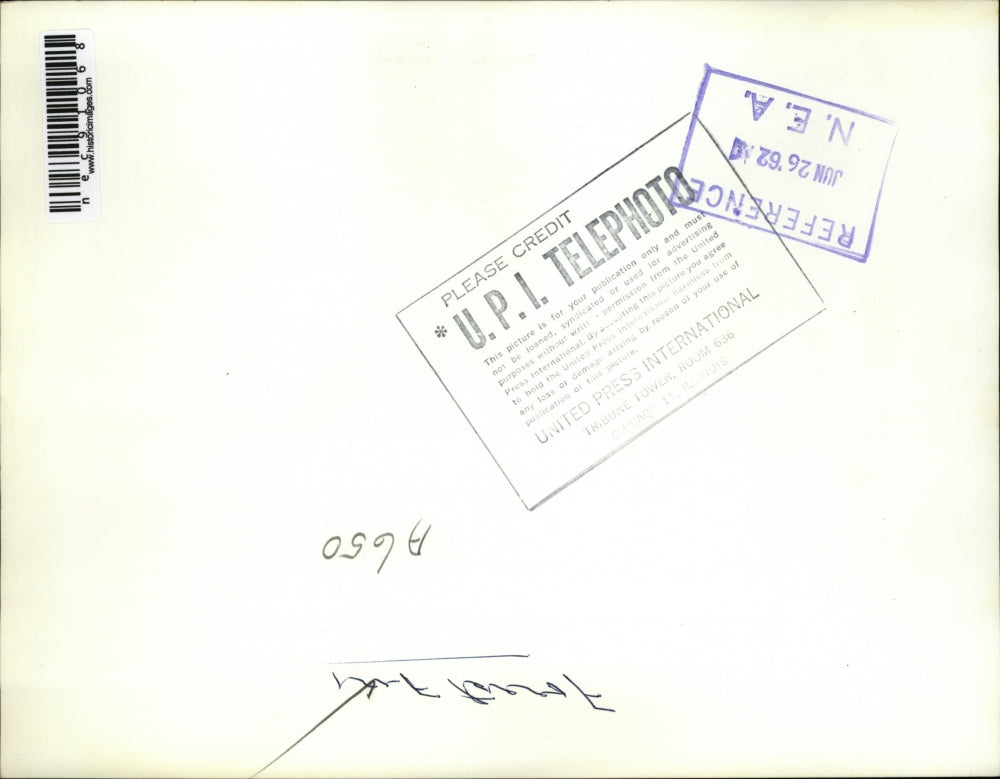 nec91068
www.historicimages.com
REFERENCE
JUN 26 '62
N. E. A.
PLEASE CREDIT
* U. P. I. TELEPHOTO
This picture is for your publication only and must
not be loaned, syndicated or used for advertising
purposes without permission from the United
Press International. By accepting this picture you agree
to hold the United Press International harmless from
any loss or damage arising by reason of your use of
publication of this picture.
UNITED PRESS INTERNATIONAL
TRIBUNE TOWER, ROOM 636
CHICAGO 11, ILLINOIS
A650
Forest